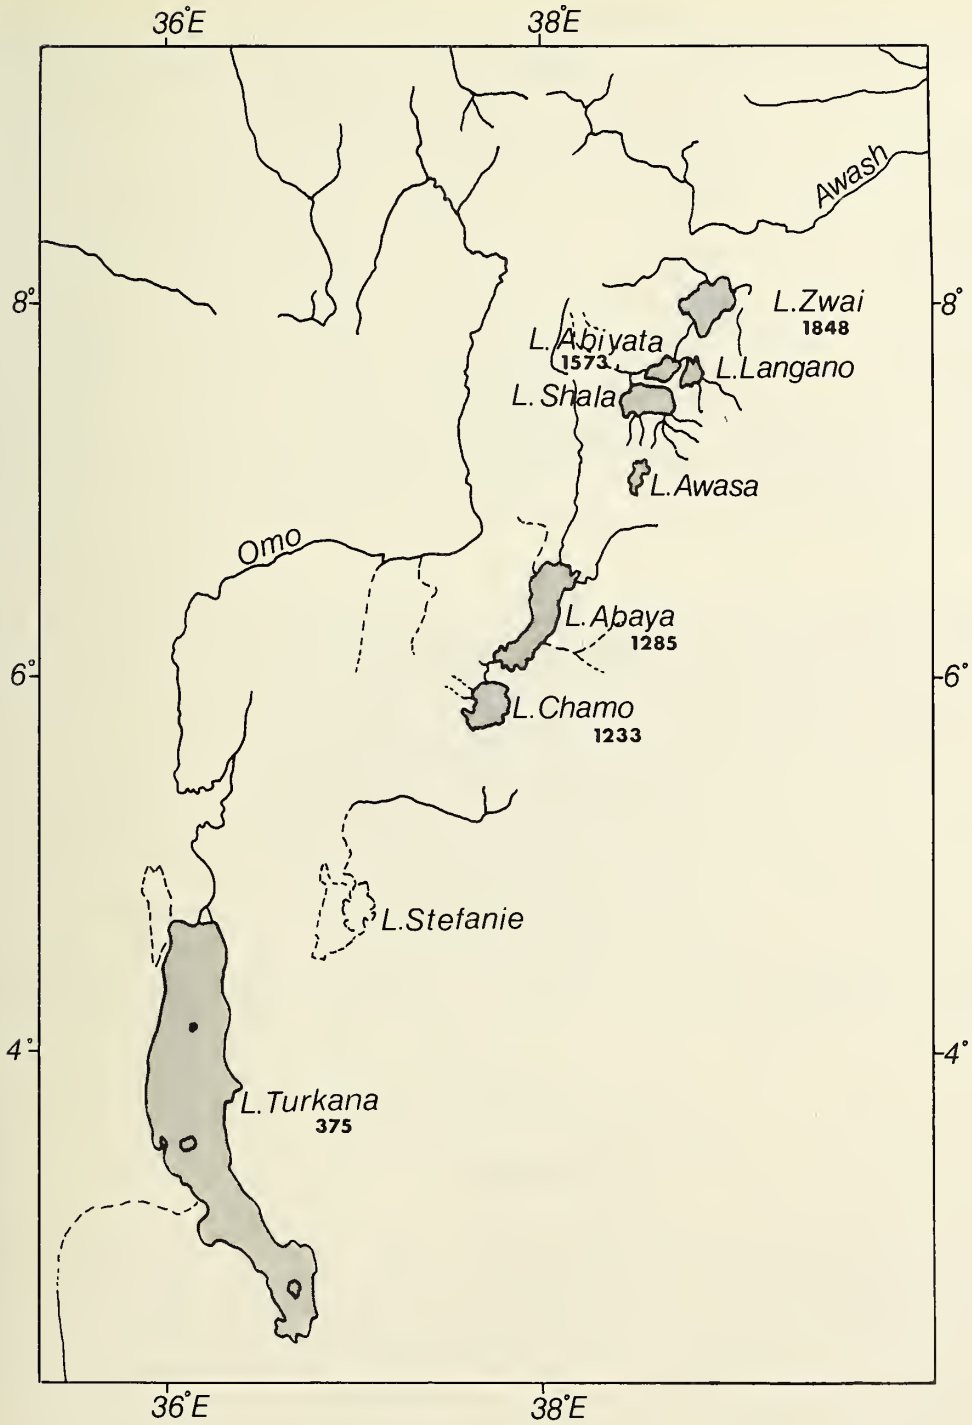 36°E 38°E
Awash
8° 8°
L.Zwai
1848
L.Abiyata
1573
L.Langano
L.Shala
L.Awasa
Omo
L.Abaya
1285
6° 6°
L.Chamo
1233
L.Stefanie
4° 4°
L.Turkana
375
36°E 38°E